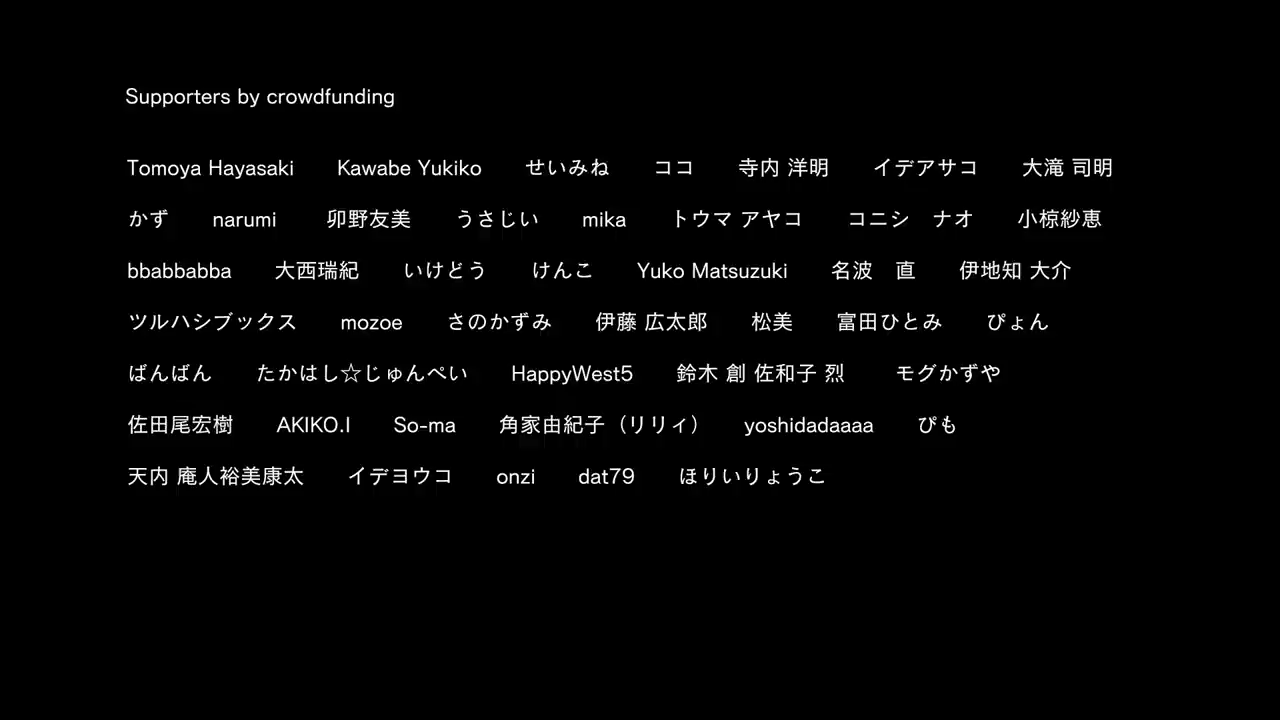 Supporters by crowdfunding
Tomoya Hayasaki　Kawabe Yukiko　せいみね　ココ　寺内 洋明　イデアサコ　大滝 司明
かず　narumi　卯野友美　うさじい　mika　トウマ アヤコ　コニシ　ナオ　小椋紗恵
bbabbabba　大西瑞紀　いけどう　けんこ　Yuko Matsuzuki　名波　直　伊地知 大介
ツルハシブックス　mozoe　さのかずみ　伊藤 広太郎　松美　富田ひとみ　ぴょん
ばんばん　たかはし☆じゅんぺい　HappyWest5　鈴木 創 佐和子 烈　モグかずや
佐田尾宏樹　AKIKO.I　So-ma　角家由紀子（リリィ）　yoshidadaaaa　ぴも
天内 庵人裕美康太　イデヨウコ　onzi　dat79　ほりいりょうこ